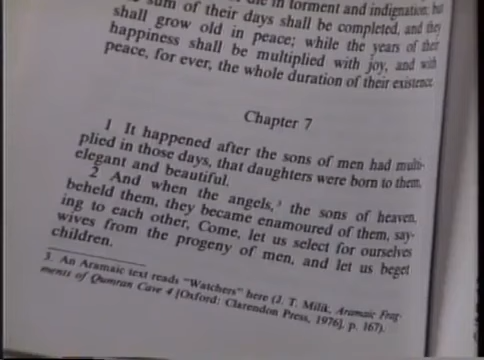 sum of their days shall be completed, and they
shall grow old in peace; while the years of their
happiness shall be multiplied with joy, and with
peace, for ever, the whole duration of their existence.
Chapter 7
1 It happened after the sons of men had multi-
plied in those days, that daughters were born to them,
elegant and beautiful.
2 And when the angels,³ the sons of heaven,
beheld them, they became enamoured of them, say-
ing to each other, Come, let us select for ourselves
wives from the progeny of men, and let us beget
children.
3. An Aramaic text reads "Watchers" here (J. T. Milik, Aramaic Frag-
ments of Qumran Cave 4 [Oxford: Clarendon Press, 1976], p. 167).